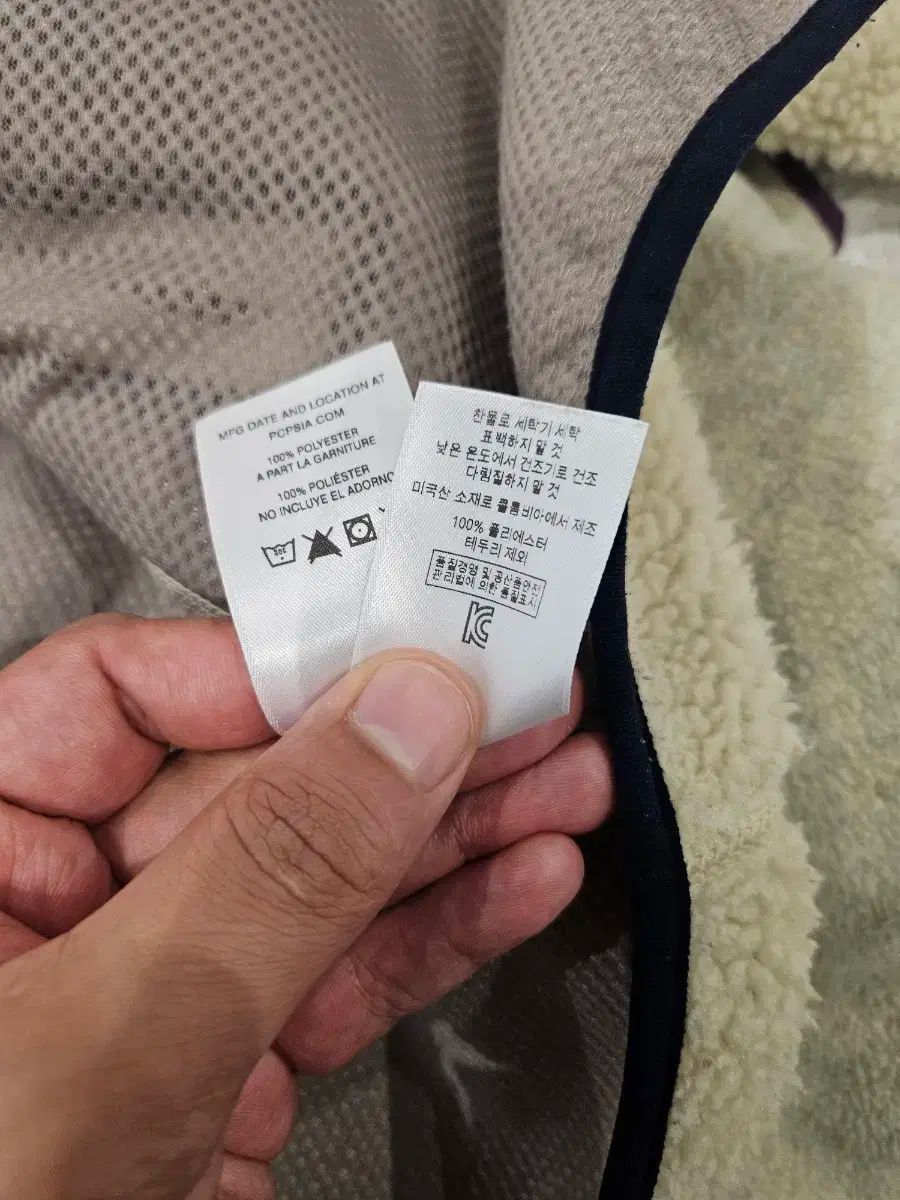 MFG DATE AND LOCATION AT
PCPSIA.COM
100% POLYESTER
A PART LA GARNITURE
100% POLIÉSTER
NO INCLUYE EL ADORNO
찬물로 세탁기 세탁
표백하지 말 것
낮은 온도에서 건조기로 건조
다림질하지 말 것
미국산 소재로 콜롬비아에서 제조
100% 폴리에스터
테두리 제외
품질경영 및 공산품안전
관리법에 의한 품질표시